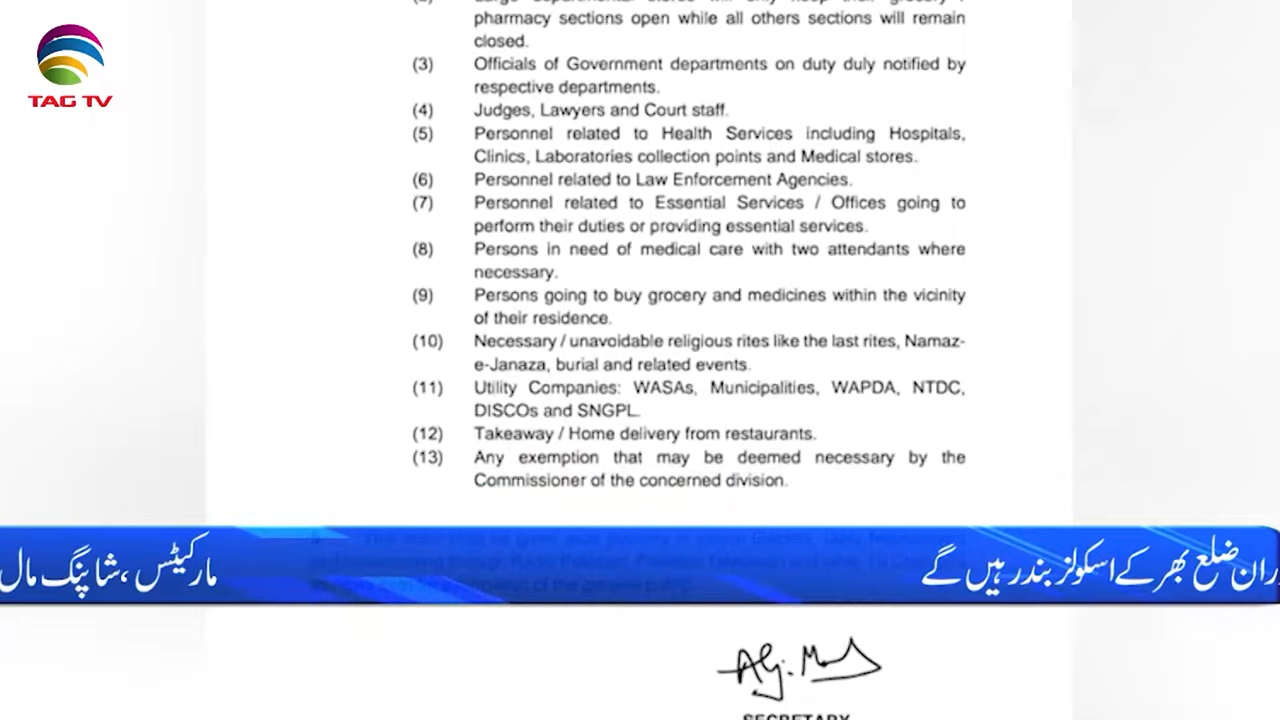 TAG TV
pharmacy sections open while all others sections will remain
closed.
(3) Officials of Government departments on duty duly notified by
respective departments.
(4) Judges, Lawyers and Court staff.
(5) Personnel related to Health Services including Hospitals,
Clinics, Laboratories collection points and Medical stores.
(6) Personnel related to Law Enforcement Agencies.
(7) Personnel related to Essential Services / Offices going to
perform their duties or providing essential services.
(8) Persons in need of medical care with two attendants where
necessary.
(9) Persons going to buy grocery and medicines within the vicinity
of their residence.
(10) Necessary / unavoidable religious rites like the last rites, Namaz-
e-Janaza, burial and related events.
(11) Utility Companies: WASAs, Municipalities, WAPDA, NTDC,
DISCOs and SNGPL.
(12) Takeaway / Home delivery from restaurants.
(13) Any exemption that may be deemed necessary by the
Commissioner of the concerned division.
ران ضلع بھر کے اسکولز بند رہیں گے مارکیٹس ،شاپنگ مال
SECRETARY